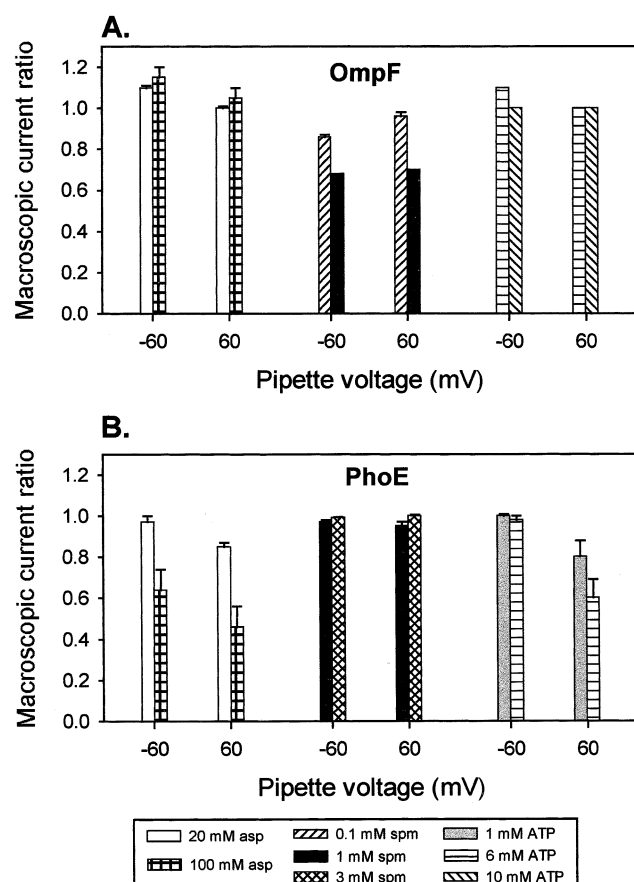 A.
OmpF
Macroscopic current ratio
1.2
1.0
0.8
0.6
0.4
0.2
0.0
-60 60 -60 60 -60 60
Pipette voltage (mV)
B.
PhoE
Macroscopic current ratio
1.2
1.0
0.8
0.6
0.4
0.2
0.0
-60 60 -60 60 -60 60
Pipette voltage (mV)
20 mM asp 0.1 mM spm 1 mM ATP
100 mM asp 1 mM spm 6 mM ATP
3 mM spm 10 mM ATP